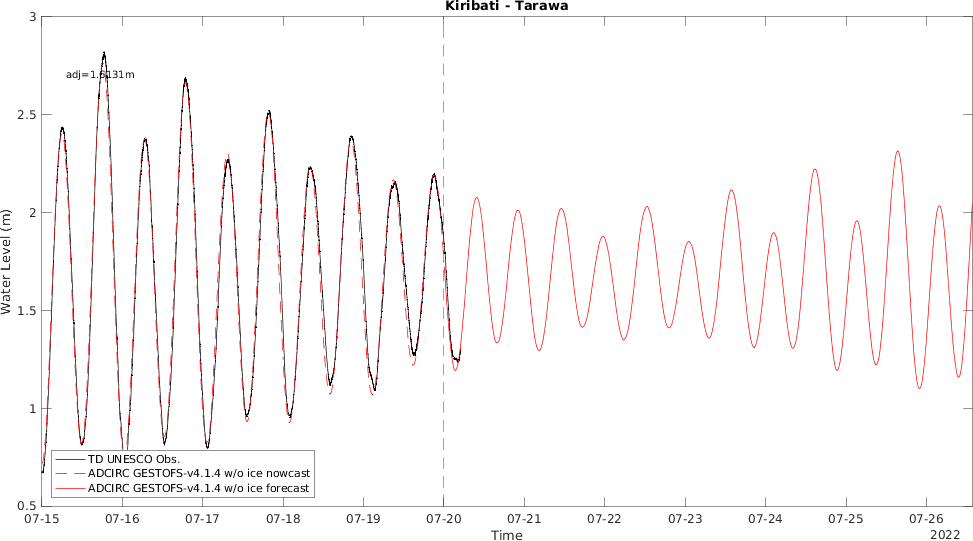 Kiribati - Tarawa
3
adj=1.5131m
2.5
2
Water Level (m)
1.5
1
TD UNESCO Obs.
ADCIRC GESTOFS-v4.1.4 w/o ice nowcast
ADCIRC GESTOFS-v4.1.4 w/o ice forecast
0.5
07-15 07-16 07-17 07-18 07-19 07-20 07-21 07-22 07-23 07-24 07-25 07-26
Time
2022